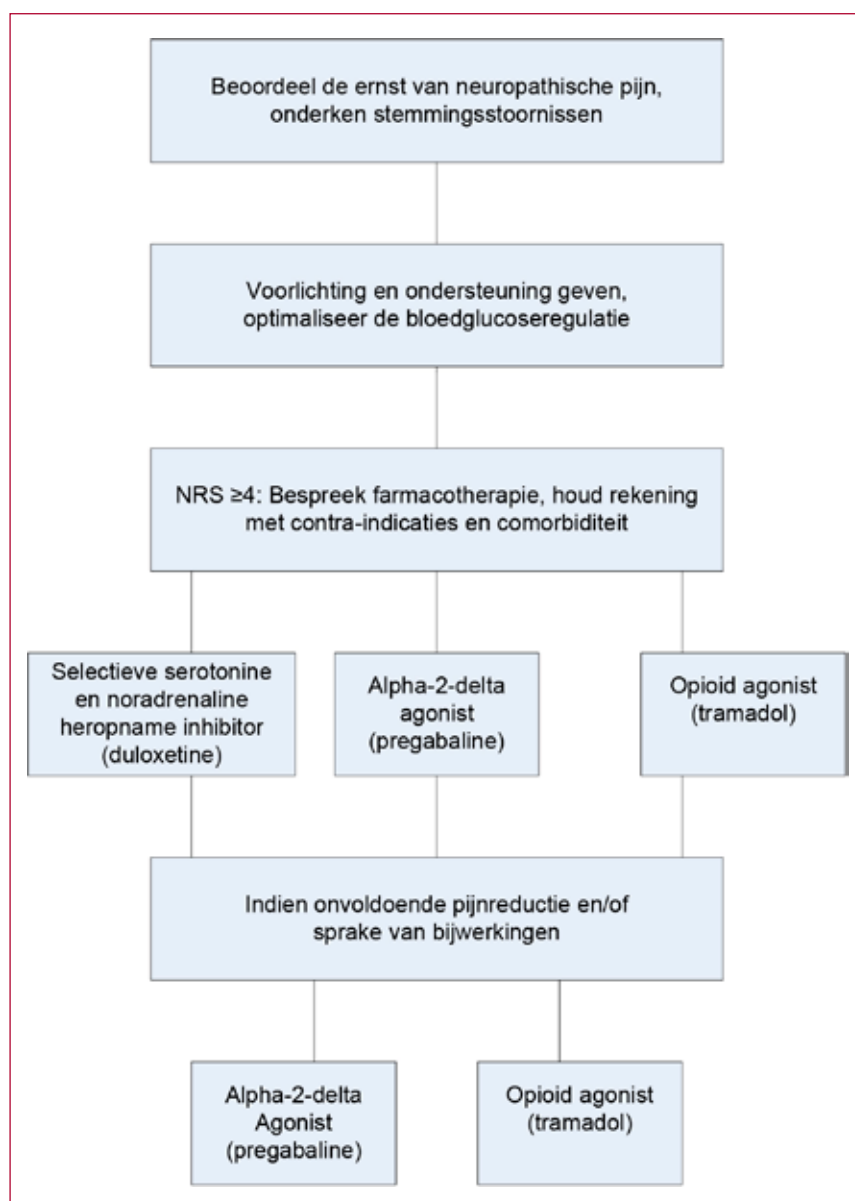 Beoordeel de ernst van neuropathische pijn,
onderken stemmingsstoornissen
Voorlichting en ondersteuning geven,
optimaliseer de bloedglucoseregulatie
NRS ≥4: Bespreek farmacotherapie, houd rekening
met contra-indicaties en comorbiditeit
Selectieve serotonine
en noradrenaline
heropname inhibitor
(duloxetine)
Alpha-2-delta
agonist
(pregabaline)
Opioid agonist
(tramadol)
Indien onvoldoende pijnreductie en/of
sprake van bijwerkingen
Alpha-2-delta
Agonist
(pregabaline)
Opioid agonist
(tramadol)